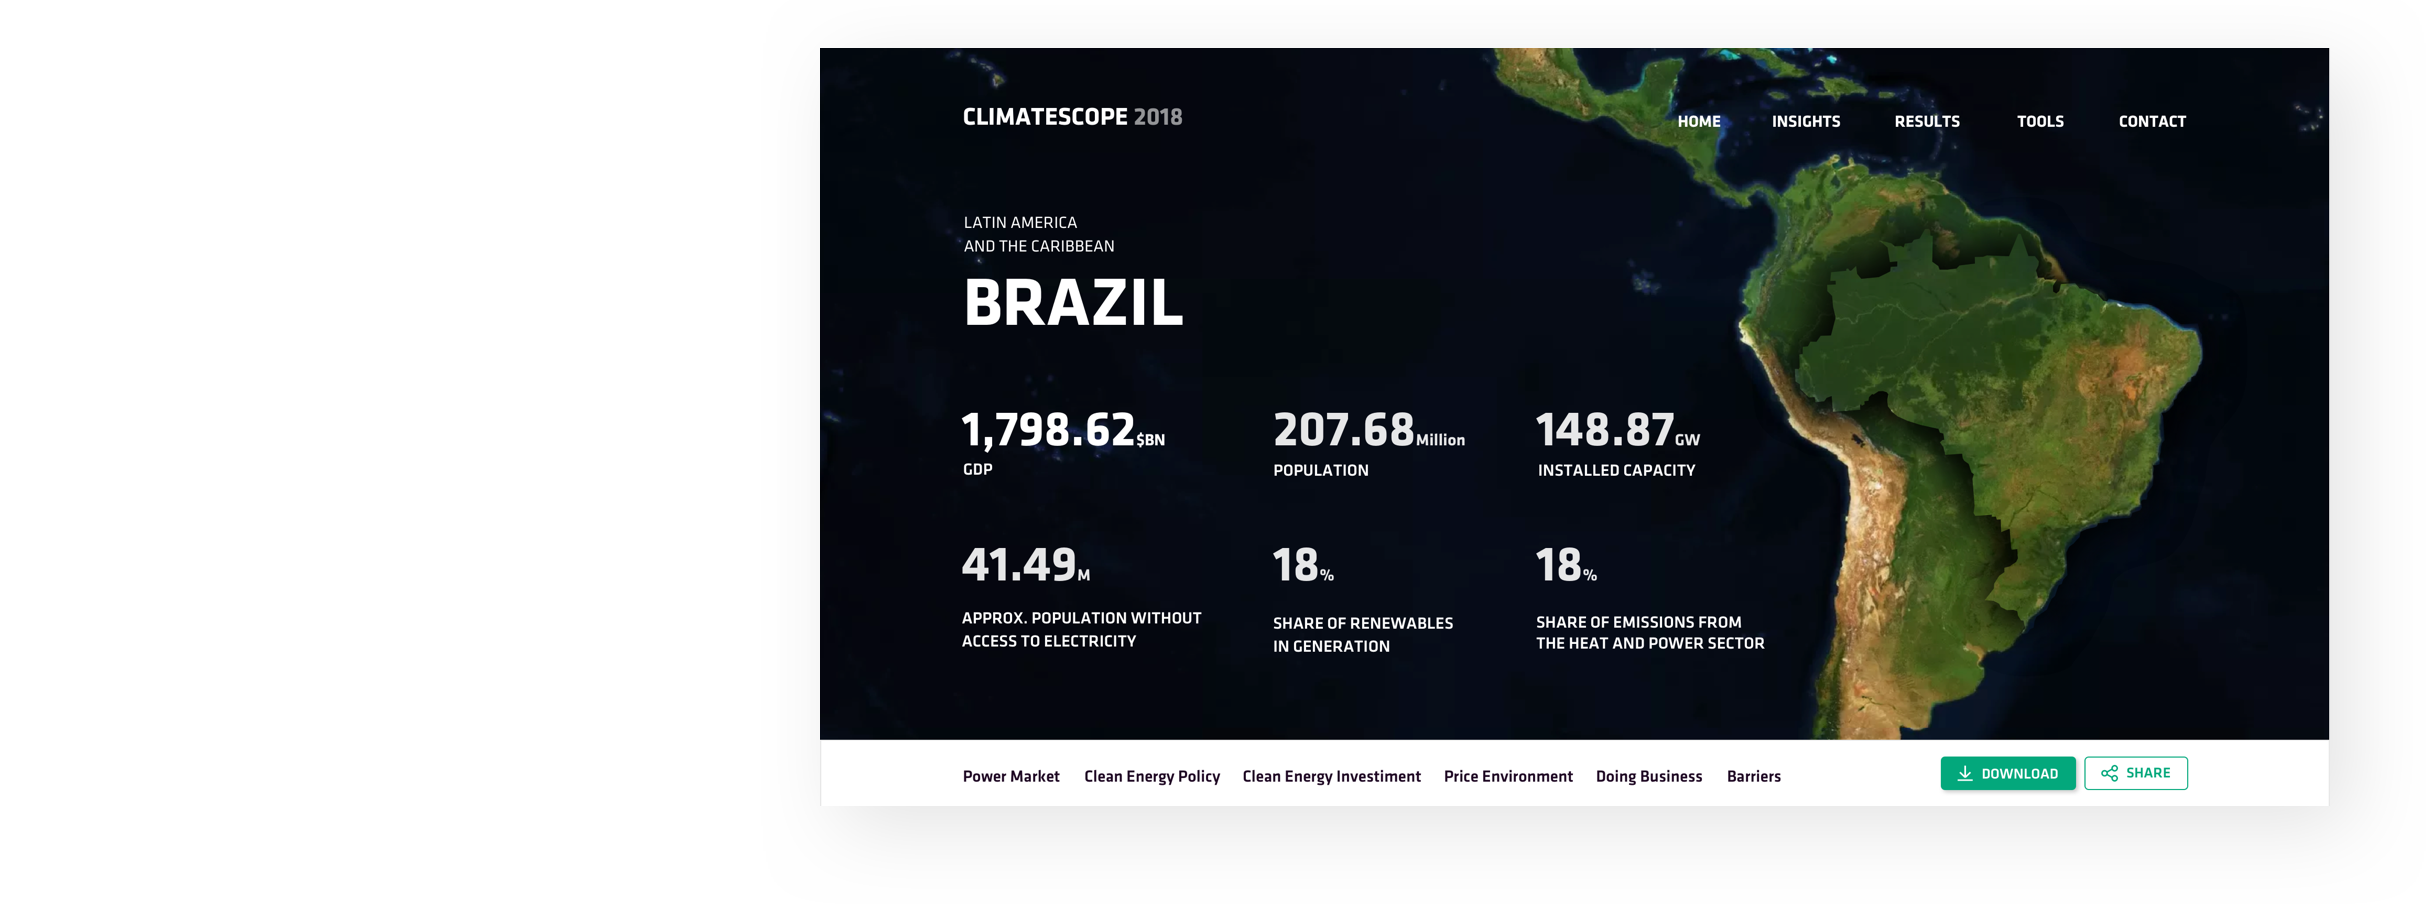 CLIMATESCOPE 2018
HOME INSIGHTS RESULTS TOOLS CONTACT
LATIN AMERICA
AND THE CARIBBEAN
BRAZIL
1,798.62$BN
GDP
207.68Million
POPULATION
148.87GW
INSTALLED CAPACITY
41.49M
APPROX. POPULATION WITHOUT
ACCESS TO ELECTRICITY
18%
SHARE OF RENEWABLES
IN GENERATION
18%
SHARE OF EMISSIONS FROM
THE HEAT AND POWER SECTOR
Power Market Clean Energy Policy Clean Energy Investiment Price Environment Doing Business Barriers
DOWNLOAD SHARE